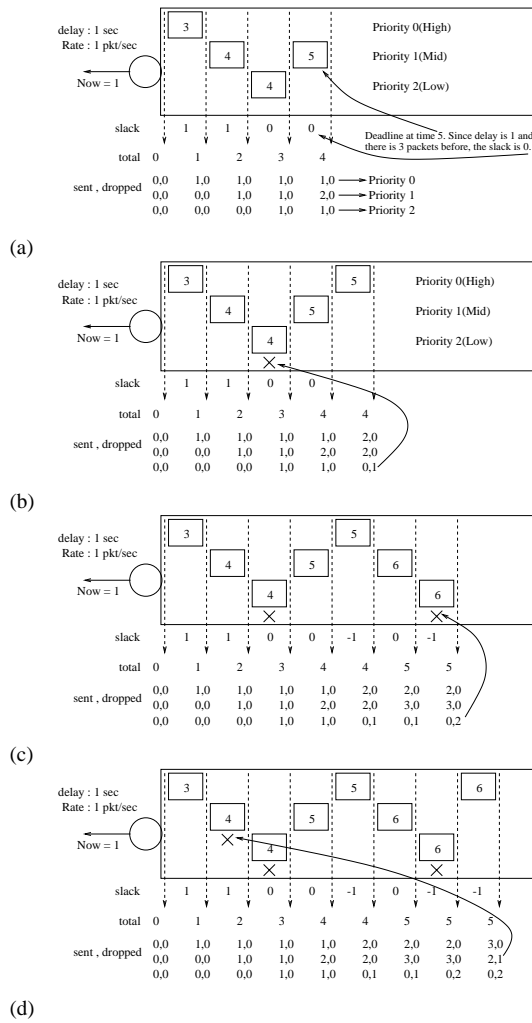 delay : 1 sec
Rate : 1 pkt/sec
Now = 1
3
4
4
5
Priority 0(High)
Priority 1(Mid)
Priority 2(Low)
Deadline at time 5. Since delay is 1 and
there is 3 packets before, the slack is 0.
slack 1 1 0 0
total 0 1 2 3 4
sent , dropped
0,0 1,0 1,0 1,0 1,0 Priority 0
0,0 0,0 1,0 1,0 2,0 Priority 1
0,0 0,0 0,0 1,0 1,0 Priority 2
(a)
delay : 1 sec
Rate : 1 pkt/sec
Now = 1
3
4
4
5
5
Priority 0(High)
Priority 1(Mid)
Priority 2(Low)
slack 1 1 0 0
total 0 1 2 3 4 4
sent , dropped
0,0 1,0 1,0 1,0 1,0 2,0
0,0 0,0 1,0 1,0 2,0 2,0
0,0 0,0 0,0 1,0 1,0 0,1
(b)
delay : 1 sec
Rate : 1 pkt/sec
Now = 1
3
4
4
5
5
6
6
slack 1 1 0 0 -1 0 -1
total 0 1 2 3 4 4 5 5
sent , dropped
0,0 1,0 1,0 1,0 1,0 2,0 2,0 2,0
0,0 0,0 1,0 1,0 2,0 2,0 3,0 3,0
0,0 0,0 0,0 1,0 1,0 0,1 0,1 0,2
(c)
delay : 1 sec
Rate : 1 pkt/sec
Now = 1
3
4
4
5
5
6
6
6
slack 1 1 0 0 -1 0 -1 -1
total 0 1 2 3 4 4 5 5 5
sent , dropped
0,0 1,0 1,0 1,0 1,0 2,0 2,0 2,0 3,0
0,0 0,0 1,0 1,0 2,0 2,0 3,0 3,0 2,1
0,0 0,0 0,0 1,0 1,0 0,1 0,1 0,2 0,2
(d)